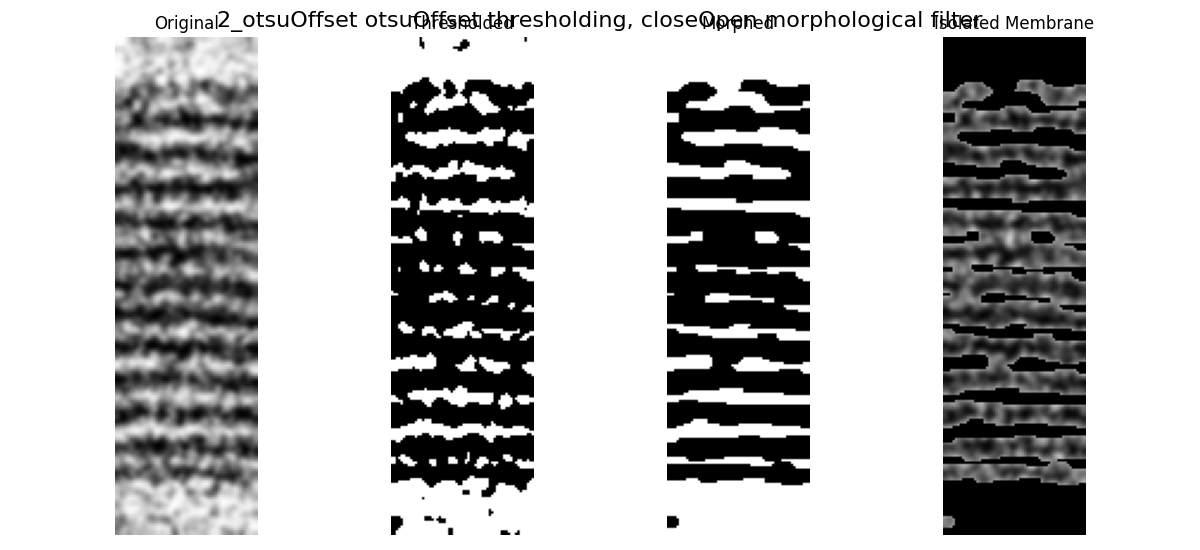 2_otsuOffset otsuOffset thresholding, closeOpen morphological filter
Original
Thresholded
Morphed
Isolated Membrane